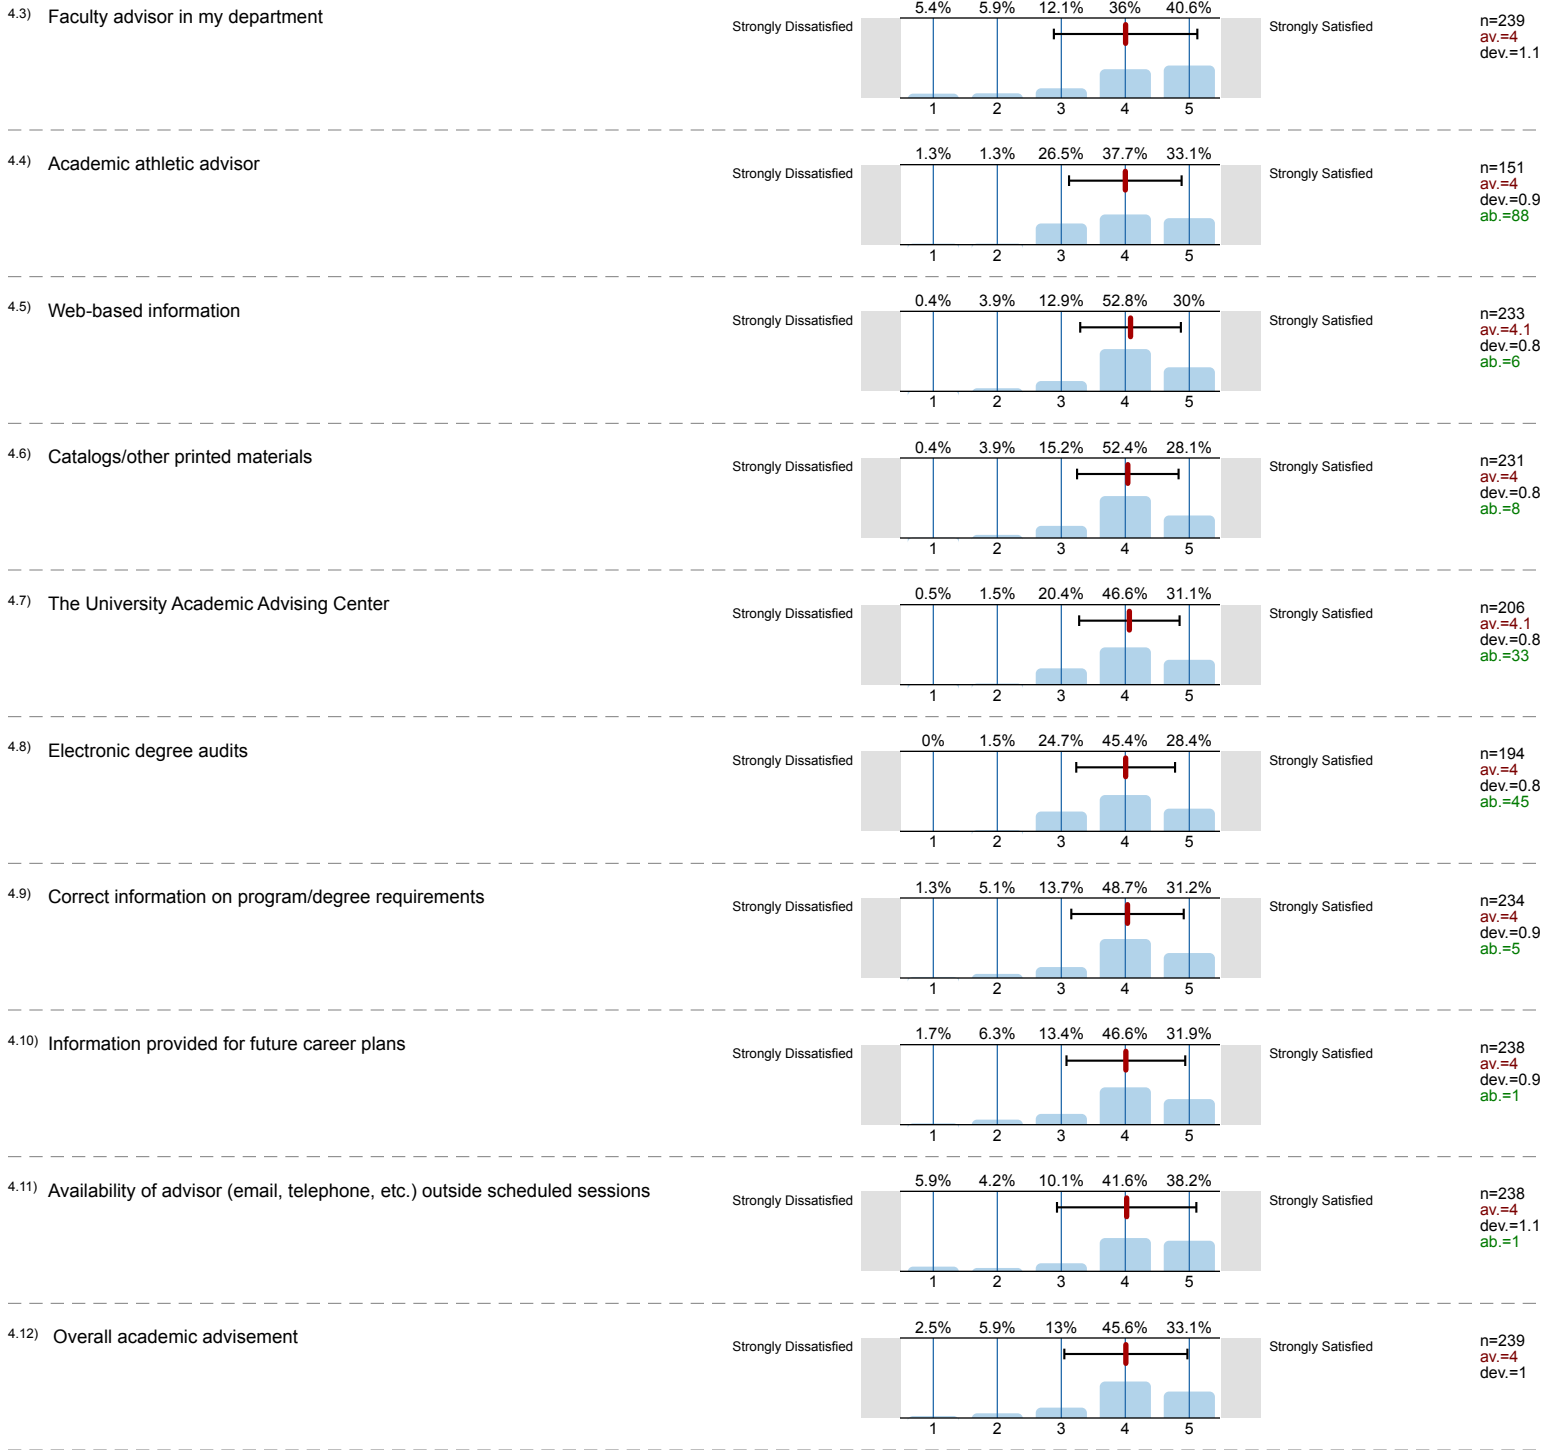 4.3) Faculty advisor in my department
Strongly Dissatisfied
5.4% 5.9% 12.1% 36% 40.6%
1 2 3 4 5
Strongly Satisfied
n=239
av.=4
dev.=1.1
4.4) Academic athletic advisor
Strongly Dissatisfied
1.3% 1.3% 26.5% 37.7% 33.1%
1 2 3 4 5
Strongly Satisfied
n=151
av.=4
dev.=0.9
ab.=88
4.5) Web-based information
Strongly Dissatisfied
0.4% 3.9% 12.9% 52.8% 30%
1 2 3 4 5
Strongly Satisfied
n=233
av.=4.1
dev.=0.8
ab.=6
4.6) Catalogs/other printed materials
Strongly Dissatisfied
0.4% 3.9% 15.2% 52.4% 28.1%
1 2 3 4 5
Strongly Satisfied
n=231
av.=4
dev.=0.8
ab.=8
4.7) The University Academic Advising Center
Strongly Dissatisfied
0.5% 1.5% 20.4% 46.6% 31.1%
1 2 3 4 5
Strongly Satisfied
n=206
av.=4.1
dev.=0.8
ab.=33
4.8) Electronic degree audits
Strongly Dissatisfied
0% 1.5% 24.7% 45.4% 28.4%
1 2 3 4 5
Strongly Satisfied
n=194
av.=4
dev.=0.8
ab.=45
4.9) Correct information on program/degree requirements
Strongly Dissatisfied
1.3% 5.1% 13.7% 48.7% 31.2%
1 2 3 4 5
Strongly Satisfied
n=234
av.=4
dev.=0.9
ab.=5
4.10) Information provided for future career plans
Strongly Dissatisfied
1.7% 6.3% 13.4% 46.6% 31.9%
1 2 3 4 5
Strongly Satisfied
n=238
av.=4
dev.=0.9
ab.=1
4.11) Availability of advisor (email, telephone, etc.) outside scheduled sessions
Strongly Dissatisfied
5.9% 4.2% 10.1% 41.6% 38.2%
1 2 3 4 5
Strongly Satisfied
n=238
av.=4
dev.=1.1
ab.=1
4.12) Overall academic advisement
Strongly Dissatisfied
2.5% 5.9% 13% 45.6% 33.1%
1 2 3 4 5
Strongly Satisfied
n=239
av.=4
dev.=1